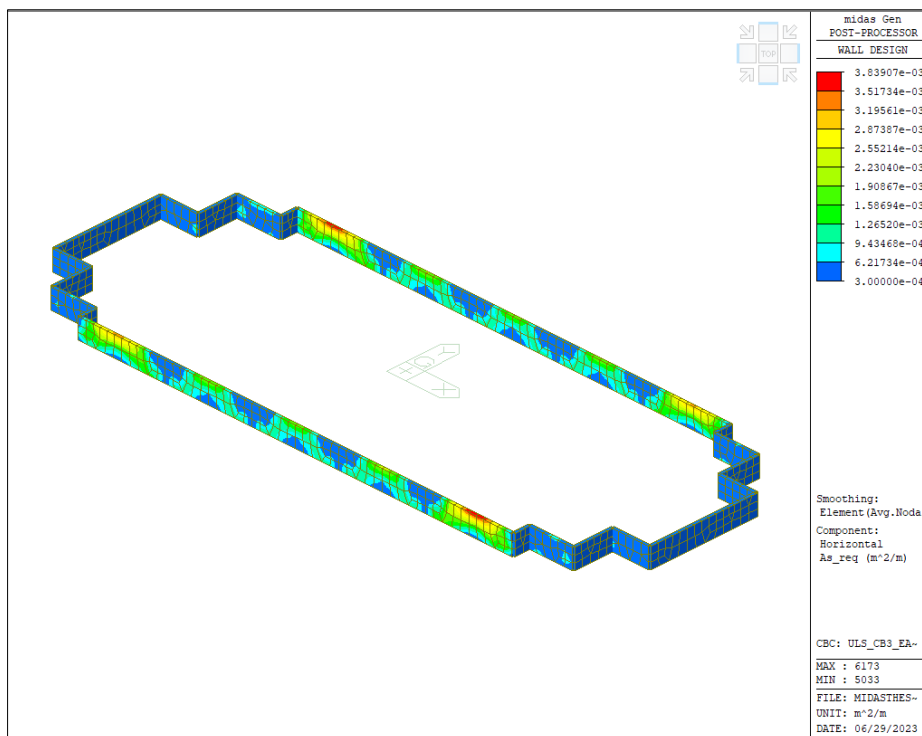 TOP
midas Gen
POST-PROCESSOR
WALL DESIGN
3.83907e-03
3.51734e-03
3.19561e-03
2.87387e-03
2.55214e-03
2.23040e-03
1.90867e-03
1.58694e-03
1.26520e-03
9.43468e-04
6.21734e-04
3.00000e-04
Smoothing:
Element(Avg.Noda
Component:
Horizontal
As_req (m^2/m)
CBC: ULS_CB3_EA~
MAX : 6173
MIN : 5033
FILE: MIDASTHES~
UNIT: m^2/m
DATE: 06/29/2023